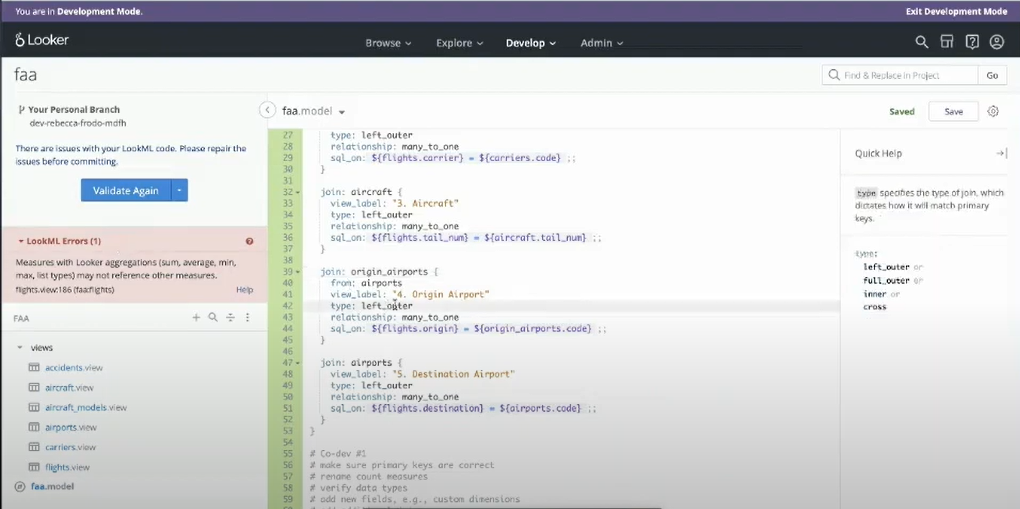 You are in Development Mode.
Exit Development Mode
Looker
Browse
Explore
Develop
Admin
faa
Find & Replace in Project
Go
Your Personal Branch
dev-rebecca-frodo-mdfh
There are issues with your LookML code. Please repair the
issues before committing.
Validate Again
LookML Errors (1)
Measures with Looker aggregations (sum, average, min,
max, list types) may not reference other measures.
flights.view:186 (faa:flights)
Help
FAA
views
accidents.view
aircraft.view
aircraft_models.view
airports.view
carriers.view
flights.view
faa.model
faa.model
Saved
Save
27 type: left_outer
28 relationship: many_to_one
29 sql_on: ${flights.carrier} = ${carriers.code} ;;
30 }
31
32 join: aircraft {
33 view_label: "3. Aircraft"
34 type: left_outer
35 relationship: many_to_one
36 sql_on: ${flights.tail_num} = ${aircraft.tail_num} ;;
37 }
38
39 join: origin_airports {
40 from: airports
41 view_label: "4. Origin Airport"
42 type: left_outer
43 relationship: many_to_one
44 sql_on: ${flights.origin} = ${origin_airports.code} ;;
45 }
46
47 join: airports {
48 view_label: "5. Destination Airport"
49 type: left_outer
50 relationship: many_to_one
51 sql_on: ${flights.destination} = ${airports.code} ;;
52 }
53 }
54
55 # Co-dev #1
56 # make sure primary keys are correct
57 # rename count measures
58 # verify data types
59 # add new fields, e.g., custom dimensions
Quick Help
type specifies the type of join, which
dictates how it will match primary
keys.
type:
left_outer or
full_outer or
inner or
cross